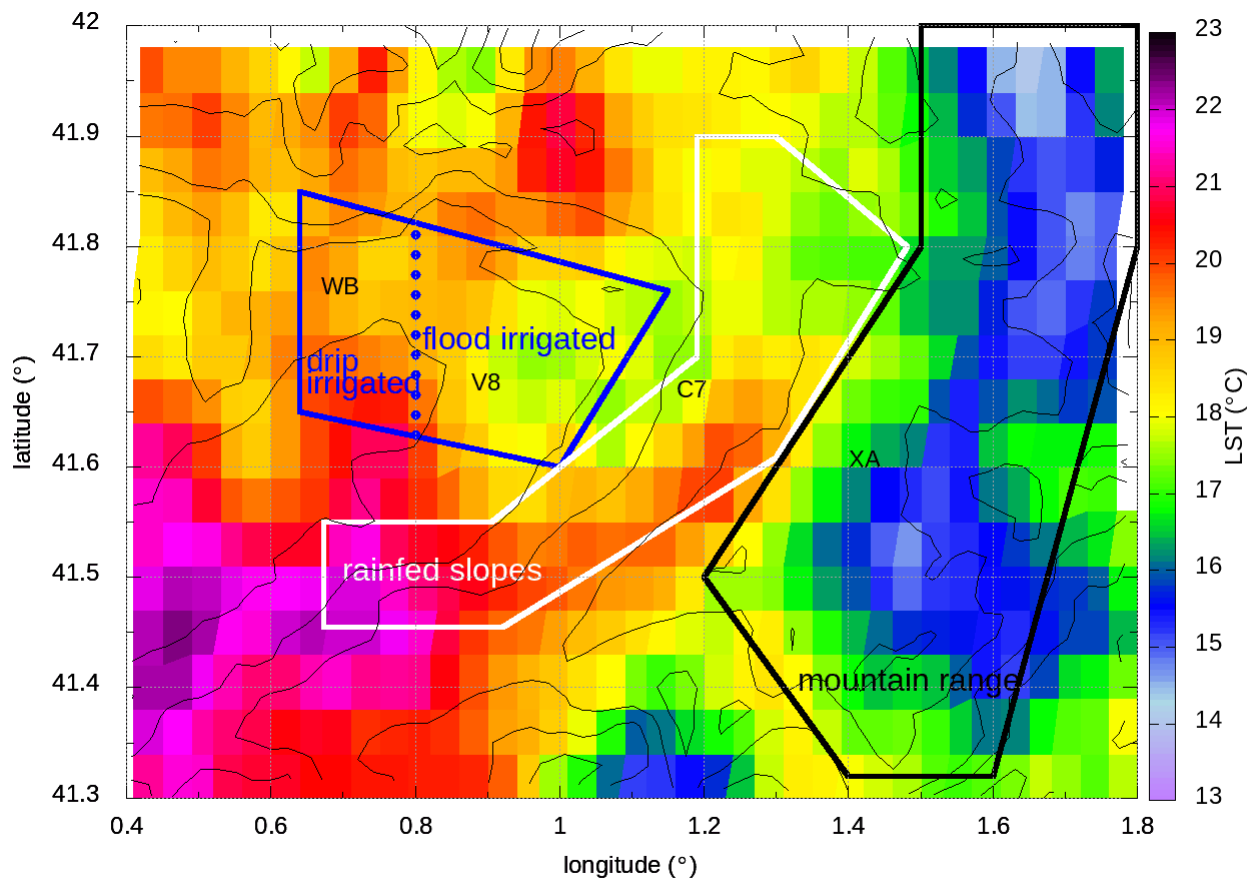 42
41.9
41.8
41.7
41.6
41.5
41.4
41.3
latitude (°)
0.4
0.6
0.8
1
1.2
1.4
1.6
1.8
longitude (°)
WB
drip
irrigated
flood irrigated
V8
C7
XA
rainfed slopes
mountain range
23
22
21
20
19
18
17
16
15
14
13
LST (°C)